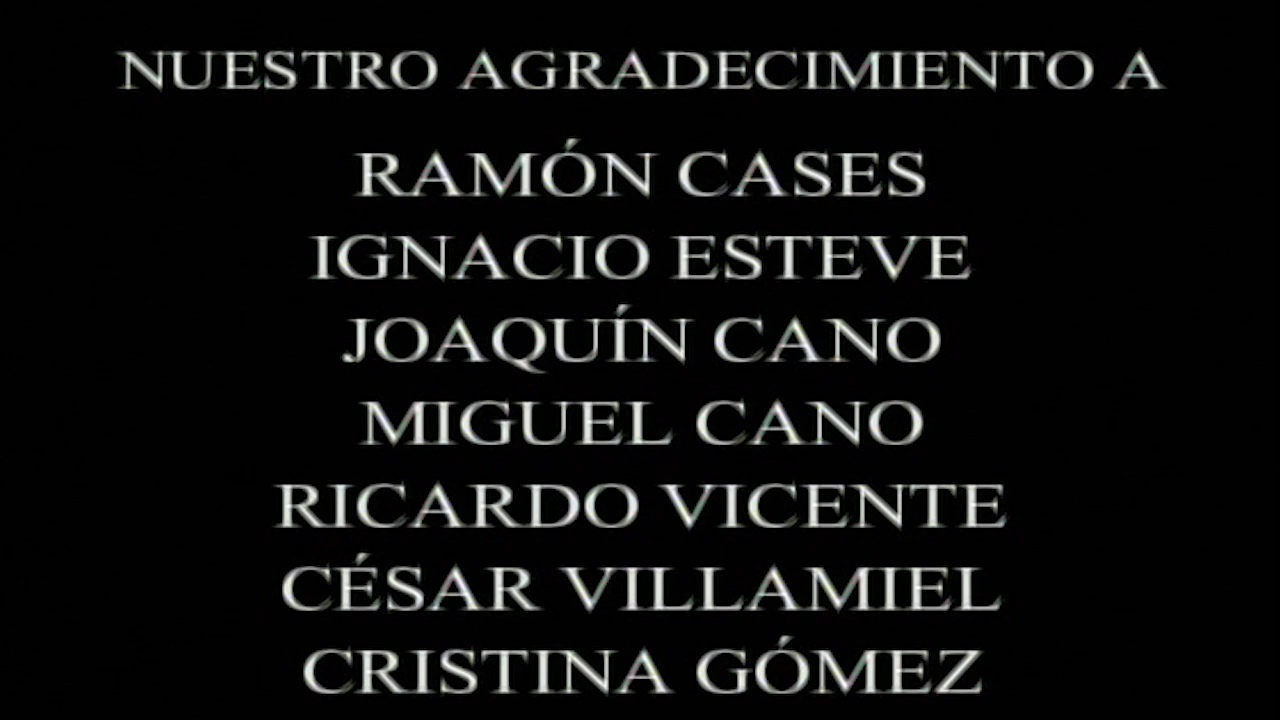 NUESTRO AGRADECIMIENTO A
RAMÓN CASES
IGNACIO ESTEVE
JOAQUÍN CANO
MIGUEL CANO
RICARDO VICENTE
CÉSAR VILLAMIEL
CRISTINA GÓMEZ